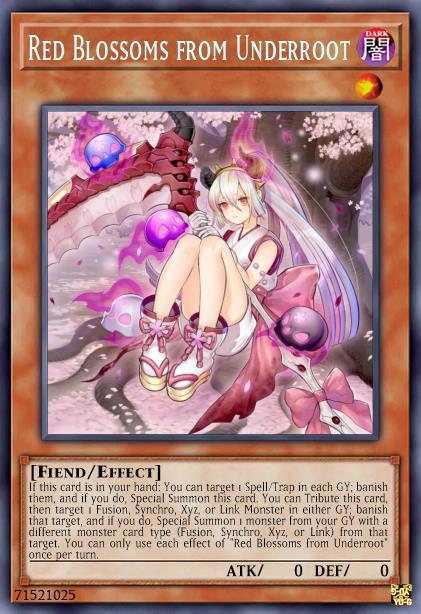 RED BLOSSOMS FROM UNDERROOT
DARK
闇
[FIEND/EFFECT]
If this card is in your hand: You can target 1 Spell/Trap in each GY; banish
them, and if you do, Special Summon this card. You can Tribute this card,
then target 1 Fusion, Synchro, Xyz, or Link Monster in either GY; banish
that target, and if you do, Special Summon 1 monster from your GY with a
different monster card type (Fusion, Synchro, Xyz, or Link) from that
target. You can only use each effect of "Red Blossoms from Underroot"
once per turn.
ATK/ 0 DEF/ 0
71521025